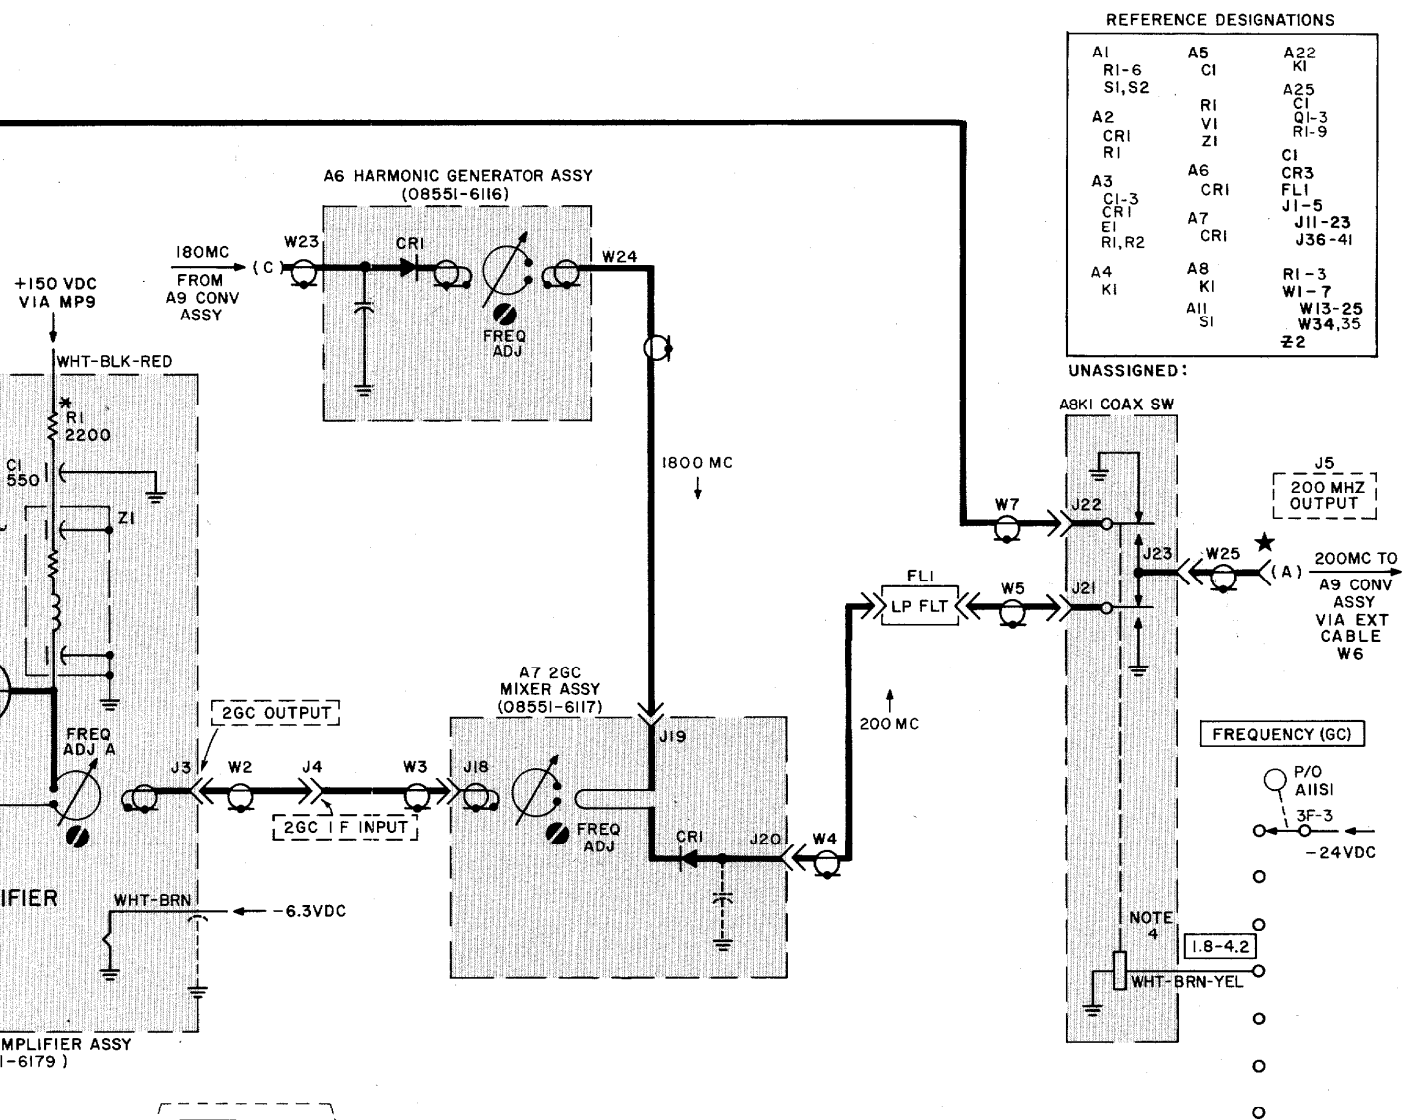 REFERENCE DESIGNATIONS
A1
R1-6
S1,S2
A2
CR1
R1
A3
C1-3
CR1
E1
R1,R2
A4
K1
A5
C1
R1
V1
Z1
A6
CR1
A7
CR1
A8
K1
A11
S1
A22
K1
A25
C1
Q1-3
R1-9
C1
CR3
FL1
J1-5
J11-23
J36-41
R1-3
W1-7
W13-25
W34,35
Z2
UNASSIGNED:
A6 HARMONIC GENERATOR ASSY
(08551-6116)
180MC
(C)
FROM
A9 CONV
ASSY
W23
CR1
FREQ
ADJ
W24
+150 VDC
VIA MP9
WHT-BLK-RED
*
R1
2200
C1
550
Z1
1800 MC
A8K1 COAX SW
J5
200 MHZ
OUTPUT
W7
J22
J23
W25
(A)
200MC TO
A9 CONV
ASSY
VIA EXT
CABLE
W6
FL1
LP FLT
W5
J21
A7 2GC
MIXER ASSY
(08551-6117)
2GC OUTPUT
FREQ
ADJ A
J3
W2
J4
W3
J18
J19
200 MC
2GC IF INPUT
FREQ
ADJ
CR1
J20
W4
FREQUENCY (GC)
P/O
A11S1
3F-3
-24VDC
IFIER
WHT-BRN
-6.3VDC
NOTE
4
1.8-4.2
WHT-BRN-YEL
MPLIFIER ASSY
1-6179)